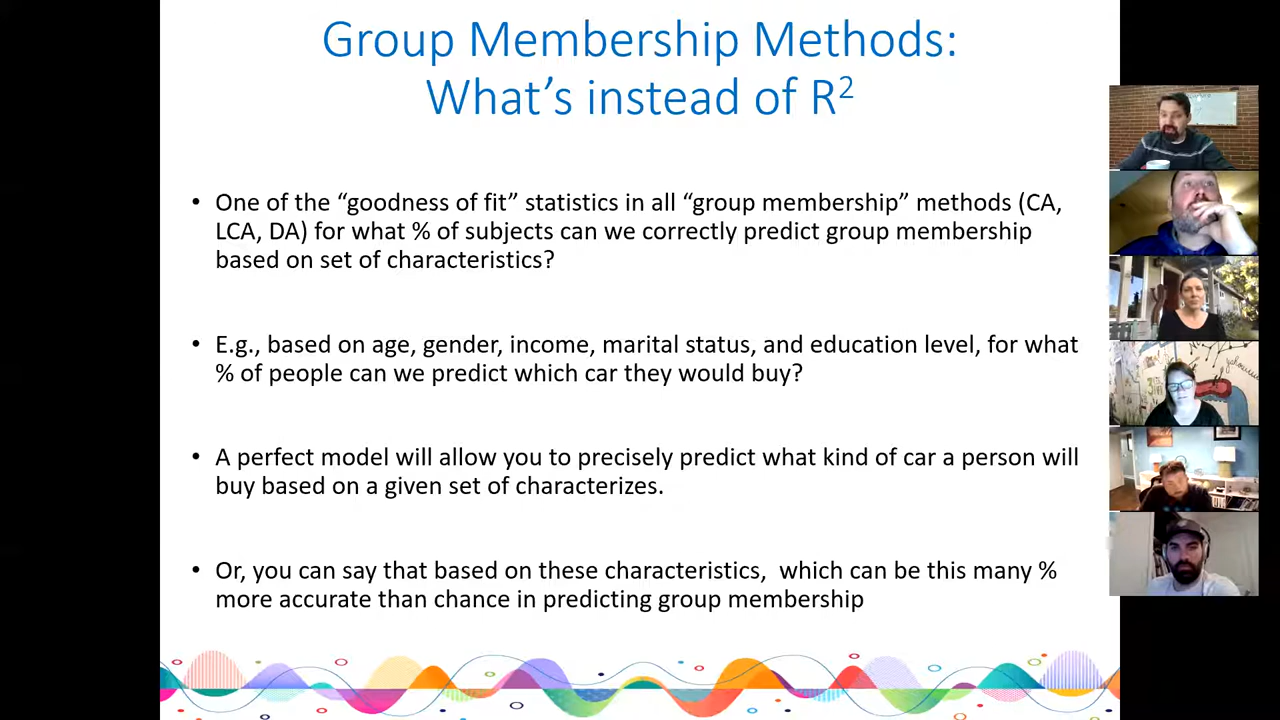 Group Membership Methods:
What's instead of R²
• One of the “goodness of fit” statistics in all “group membership” methods (CA,
LCA, DA) for what % of subjects can we correctly predict group membership
based on set of characteristics?
• E.g., based on age, gender, income, marital status, and education level, for what
% of people can we predict which car they would buy?
• A perfect model will allow you to precisely predict what kind of car a person will
buy based on a given set of characterizes.
• Or, you can say that based on these characteristics,  which can be this many %
more accurate than chance in predicting group membership